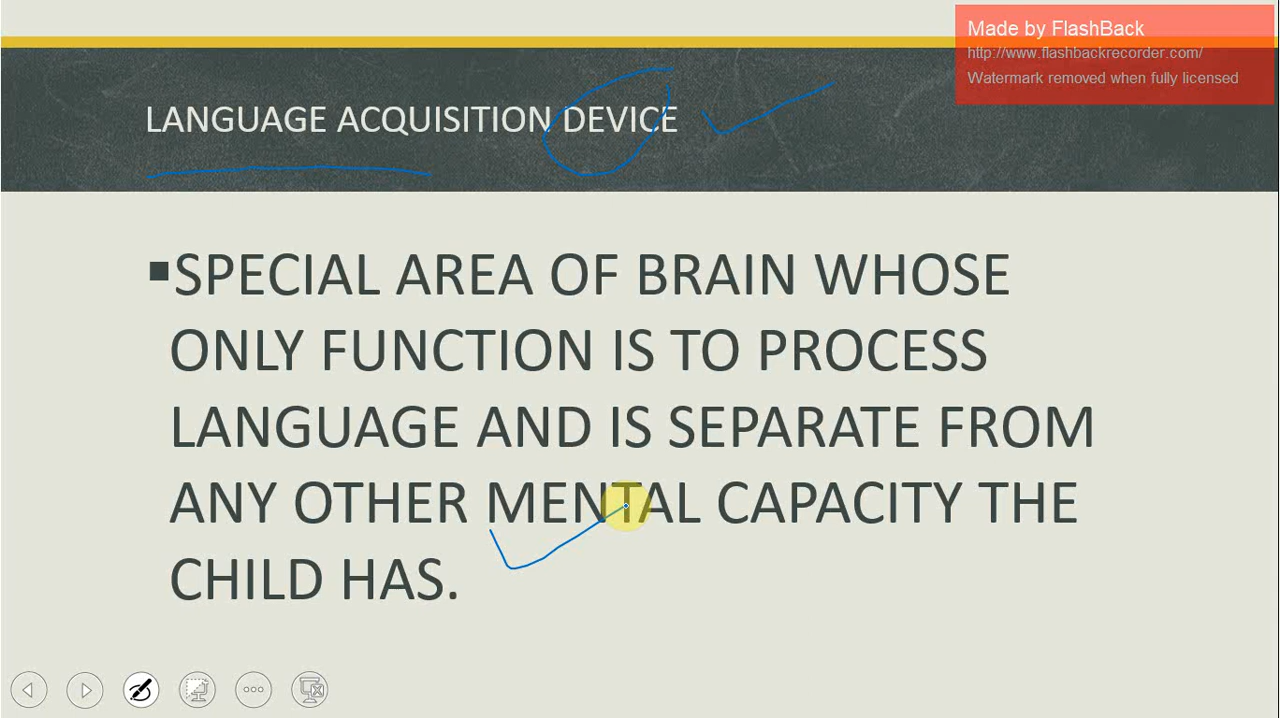 Made by FlashBack
http://www.flashbackrecorder.com/
Watermark removed when fully licensed
LANGUAGE ACQUISITION DEVICE
▪SPECIAL AREA OF BRAIN WHOSE
ONLY FUNCTION IS TO PROCESS
LANGUAGE AND IS SEPARATE FROM
ANY OTHER MENTAL CAPACITY THE
CHILD HAS.